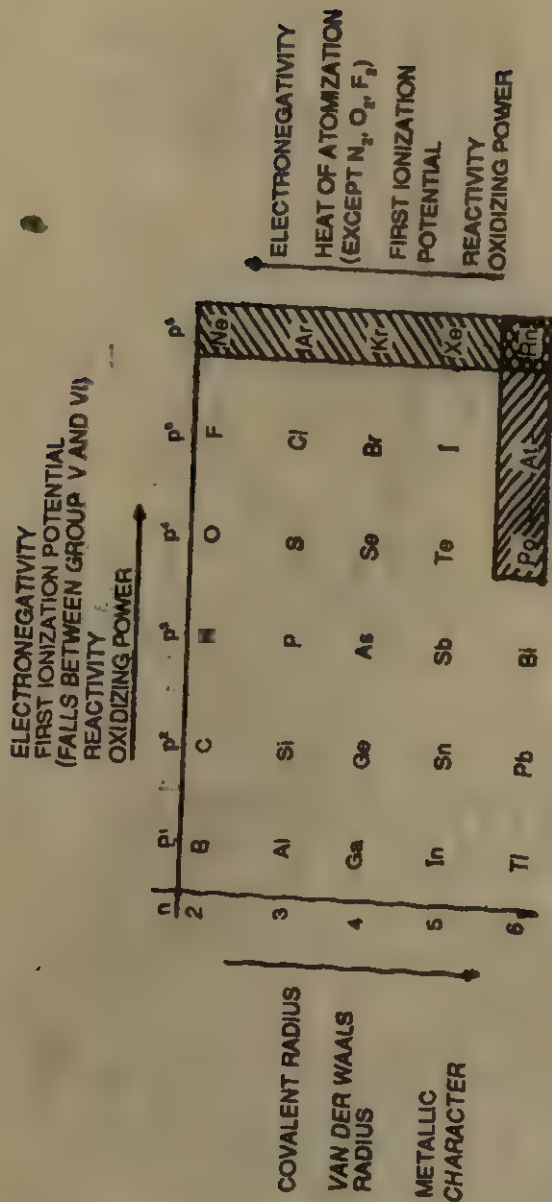 ELECTRONEGATIVITY
FIRST IONIZATION POTENTIAL
(FALLS BETWEEN GROUP V AND VI)
REACTIVITY
OXIDIZING POWER
n P¹ p² p³ p⁴ p⁵ p⁶
2 B C O F Ne
3 Al Si P S Cl Ar
4 Ga Ge As Se Br Kr
5 In Sn Sb Te I Xe
6 Tl Pb Bi Po At Rn
COVALENT RADIUS
VAN DER WAALS
RADIUS
METALLIC
CHARACTER
ELECTRONEGATIVITY
HEAT OF ATOMIZATION
(EXCEPT N₂, O₂, F₂)
FIRST IONIZATION
POTENTIAL
REACTIVITY
OXIDIZING POWER